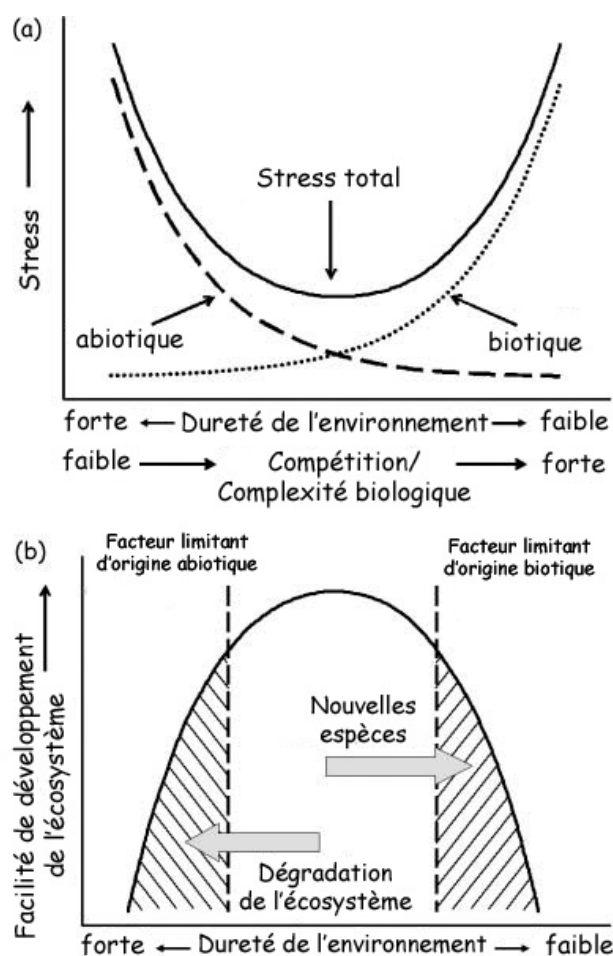 (a)
Stress
Stress total
abiotique
biotique
forte ← Dureté de l'environnement → faible
faible → Compétition/ → forte
Complexité biologique
(b)
Facteur limitant
d'origine abiotique
Facteur limitant
d'origine biotique
Facilité de développement
de l'écosystème
Nouvelles
espèces
Dégradation
de l'écosystème
forte ← Dureté de l'environnement → faible